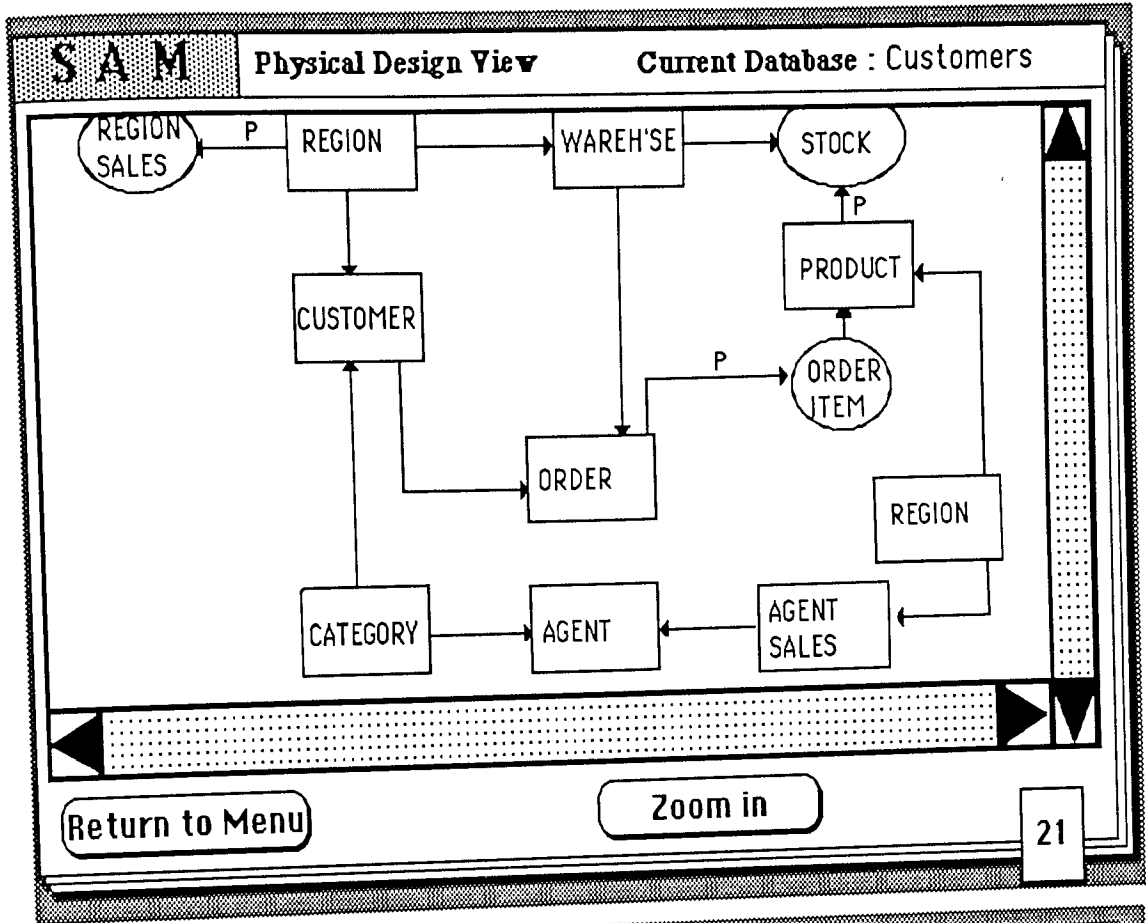 SAM
Physical Design View
Current Database : Customers
REGION
SALES
P
REGION
WAREH'SE
STOCK
P
PRODUCT
CUSTOMER
P
ORDER
ITEM
ORDER
REGION
CATEGORY
AGENT
AGENT
SALES
Return to Menu
Zoom in
21